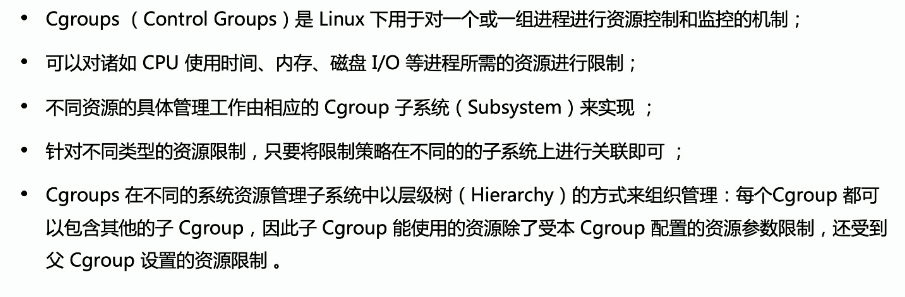 • Cgroups （Control Groups）是 Linux 下用于对一个或一组进程进行资源控制和监控的机制；
• 可以对诸如 CPU 使用时间、内存、磁盘 I/O 等进程所需的资源进行限制；
• 不同资源的具体管理工作由相应的 Cgroup 子系统（Subsystem）来实现 ；
• 针对不同类型的资源限制，只要将限制策略在不同的的子系统上进行关联即可 ；
• Cgroups 在不同的系统资源管理子系统中以层级树（Hierarchy）的方式来组织管理：每个Cgroup 都可
以包含其他的子 Cgroup，因此子 Cgroup 能使用的资源除了受本 Cgroup 配置的资源参数限制，还受到
父 Cgroup 设置的资源限制 。